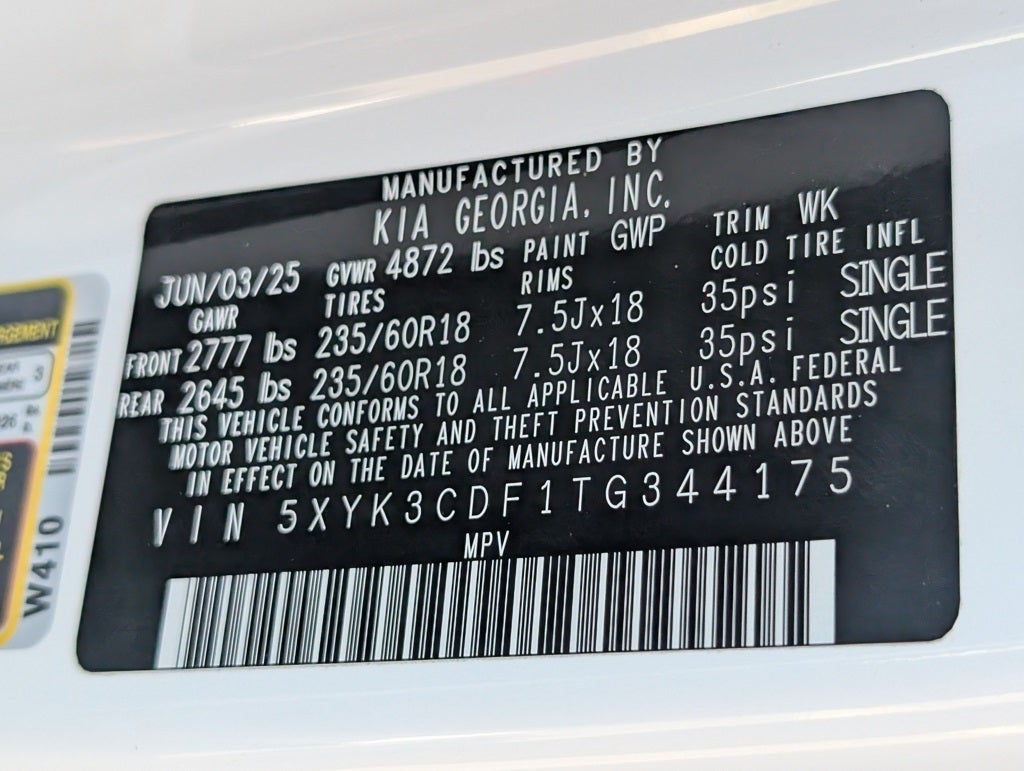 MANUFACTURED BY
KIA GEORGIA, INC.
JUN/03/25 GVWR 4872 lbs PAINT GWP TRIM WK
GAWR TIRES RIMS COLD TIRE INFL
FRONT 2777 lbs 235/60R18 7.5Jx18 35psi SINGLE
REAR 2645 lbs 235/60R18 7.5Jx18 35psi SINGLE
THIS VEHICLE CONFORMS TO ALL APPLICABLE U.S.A. FEDERAL
MOTOR VEHICLE SAFETY AND THEFT PREVENTION STANDARDS
IN EFFECT ON THE DATE OF MANUFACTURE SHOWN ABOVE
VIN 5XYK3CDF1TG344175
MPV
W410
3